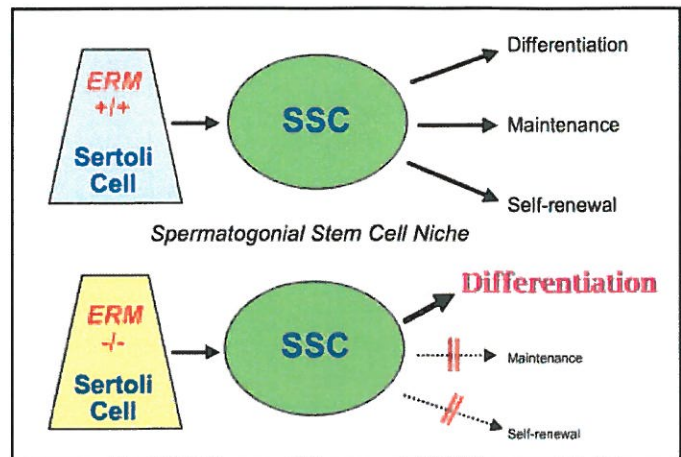 ERM
+/+
Sertoli
Cell
SSC
Differentiation
Maintenance
Self-renewal
Spermatogonial Stem Cell Niche
ERM
-/-
Sertoli
Cell
SSC
Differentiation
Maintenance
Self-renewal